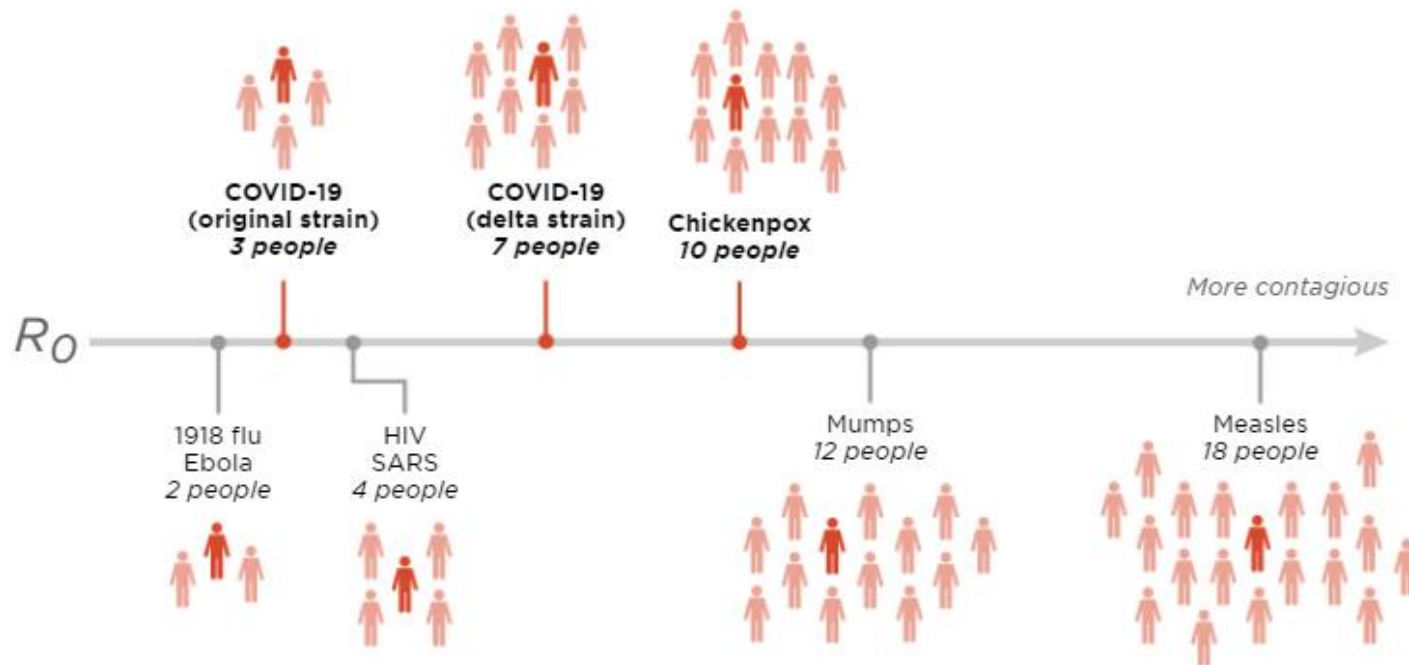 COVID-19
(original strain)
3 people
COVID-19
(delta strain)
7 people
Chickenpox
10 people
More contagious
R0
1918 flu
Ebola
2 people
HIV
SARS
4 people
Mumps
12 people
Measles
18 people